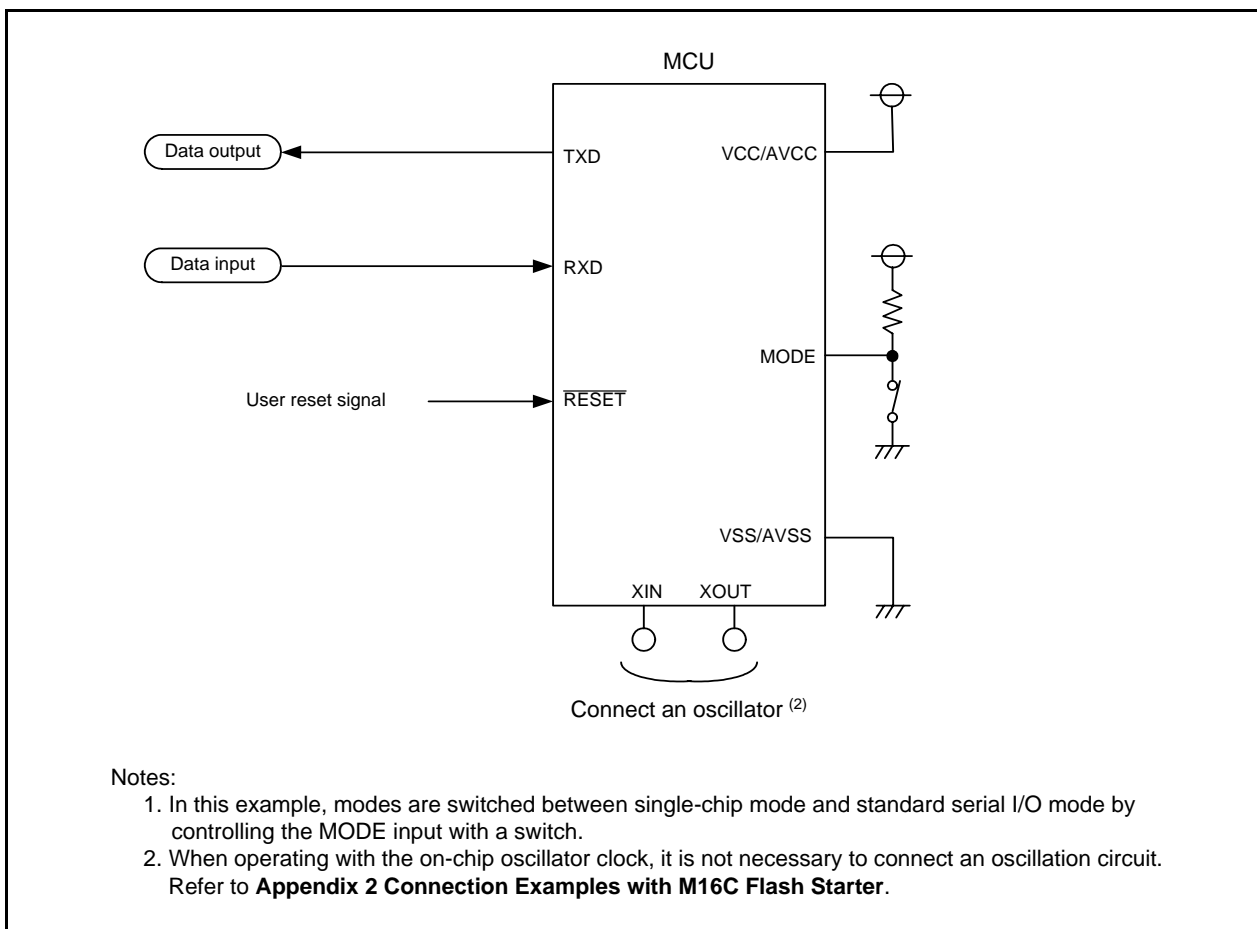 MCU
Data output
TXD
VCC/AVCC
Data input
RXD
MODE
User reset signal
RESET
VSS/AVSS
XIN
XOUT
Connect an oscillator (2)
Notes:
1. In this example, modes are switched between single-chip mode and standard serial I/O mode by
controlling the MODE input with a switch.
2. When operating with the on-chip oscillator clock, it is not necessary to connect an oscillation circuit.
Refer to Appendix 2 Connection Examples with M16C Flash Starter.